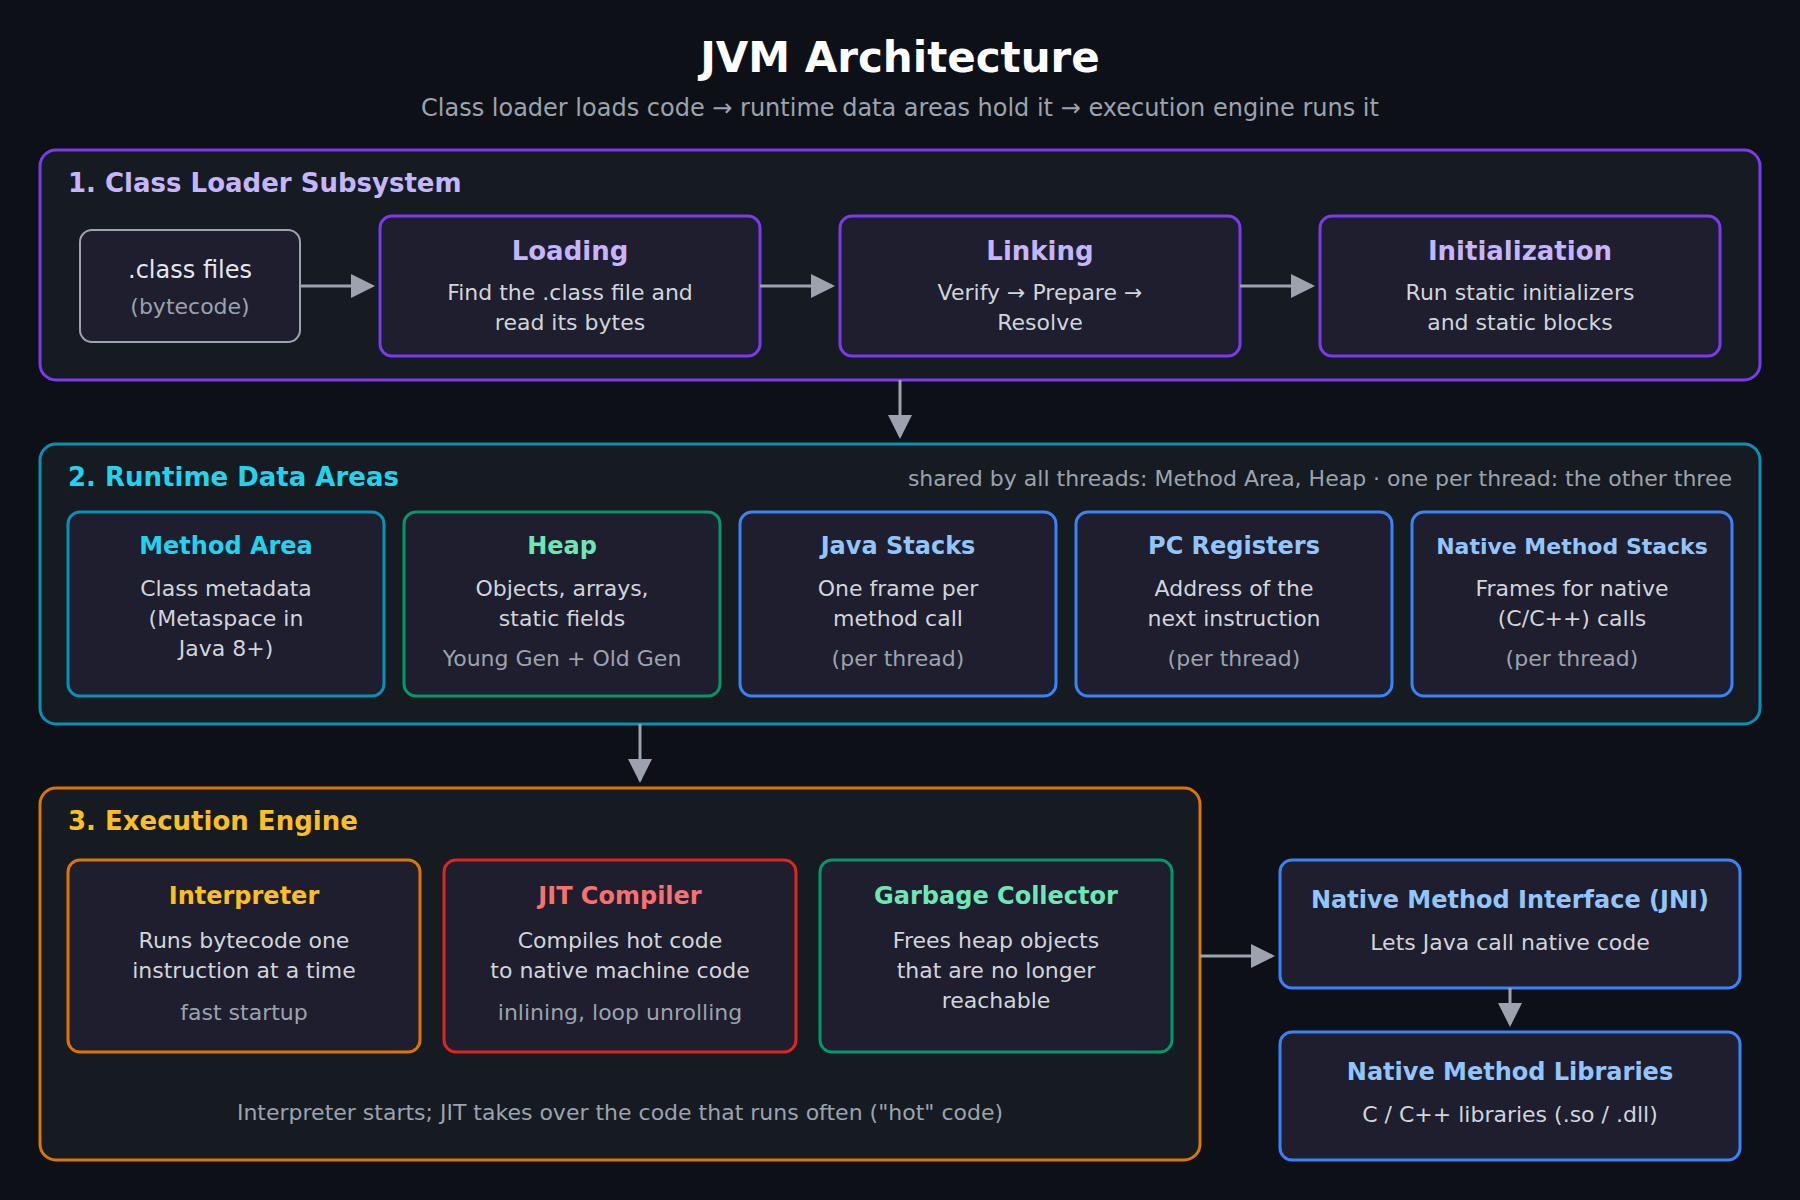 JVM Architecture
Class loader loads code → runtime data areas hold it → execution engine runs it
1. Class Loader Subsystem
.class files
(bytecode)
Loading
Find the .class file and
read its bytes
Linking
Verify → Prepare →
Resolve
Initialization
Run static initializers
and static blocks
2. Runtime Data Areas
shared by all threads: Method Area, Heap · one per thread: the other three
Method Area
Class metadata
(Metaspace in
Java 8+)
Heap
Objects, arrays,
static fields
Young Gen + Old Gen
Java Stacks
One frame per
method call
(per thread)
PC Registers
Address of the
next instruction
(per thread)
Native Method Stacks
Frames for native
(C/C++) calls
(per thread)
3. Execution Engine
Interpreter
Runs bytecode one
instruction at a time
fast startup
JIT Compiler
Compiles hot code
to native machine code
inlining, loop unrolling
Garbage Collector
Frees heap objects
that are no longer
reachable
Interpreter starts; JIT takes over the code that runs often ("hot" code)
Native Method Interface (JNI)
Lets Java call native code
Native Method Libraries
C / C++ libraries (.so / .dll)